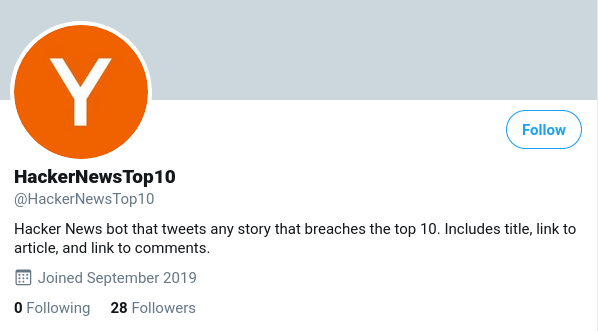 Y
Follow
HackerNewsTop10
@HackerNewsTop10
Hacker News bot that tweets any story that breaches the top 10. Includes title, link to
article, and link to comments.
Joined September 2019
0 Following 28 Followers